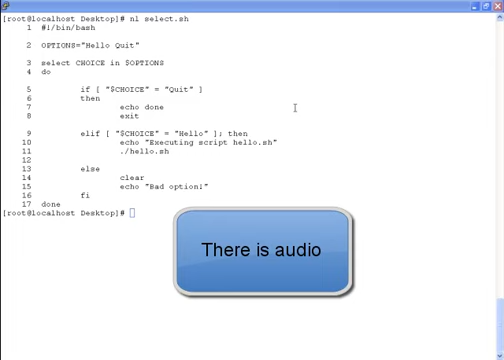 [root@localhost Desktop]# nl select.sh
1 #!/bin/bash
2 OPTIONS="Hello Quit"
3 select CHOICE in $OPTIONS
4 do
5 if [ "$CHOICE" = "Quit" ]
6 then
7 echo done
8 exit
9 elif [ "$CHOICE" = "Hello" ]; then
10 echo "Executing script hello.sh"
11 ./hello.sh
12
13 else
14 clear
15 echo "Bad option!"
16 fi
17 done
[root@localhost Desktop]#
There is audio